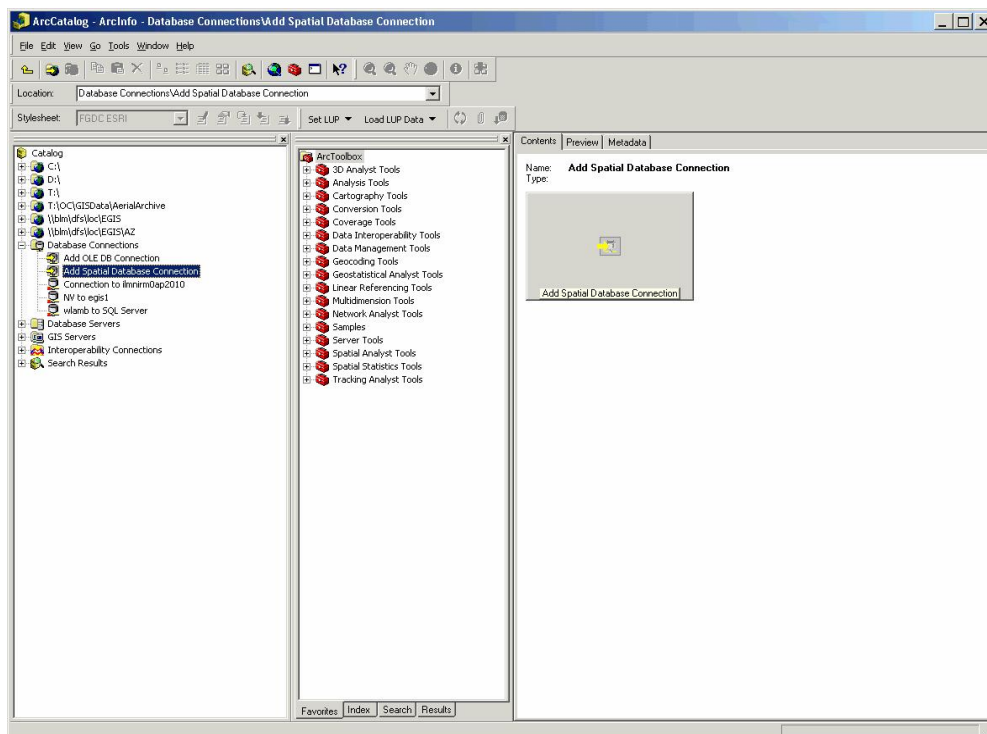 ArcCatalog - ArcInfo - Database Connections\Add Spatial Database Connection
File Edit View Go Tools Window Help
Location: Database Connections\Add Spatial Database Connection
Stylesheet: FGDC ESRI Set LUP Load LUP Data
Catalog
C:\
D:\
T:\
T:\OC\GISData\AerialArchive
\\blm\dfs\loc\EGIS
\\blm\dfs\loc\EGIS\AZ
Database Connections
Add OLE DB Connection
Add Spatial Database Connection
Connection to ilmnirm0ap2010
NV to egis1
wlamb to SQL Server
Database Servers
GIS Servers
Interoperability Connections
Search Results
ArcToolbox
3D Analyst Tools
Analysis Tools
Cartography Tools
Conversion Tools
Coverage Tools
Data Interoperability Tools
Data Management Tools
Geocoding Tools
Geostatistical Analyst Tools
Linear Referencing Tools
Multidimension Tools
Network Analyst Tools
Samples
Server Tools
Spatial Analyst Tools
Spatial Statistics Tools
Tracking Analyst Tools
Favorites Index Search Results
Contents Preview Metadata
Name: Add Spatial Database Connection
Type:
Add Spatial Database Connection